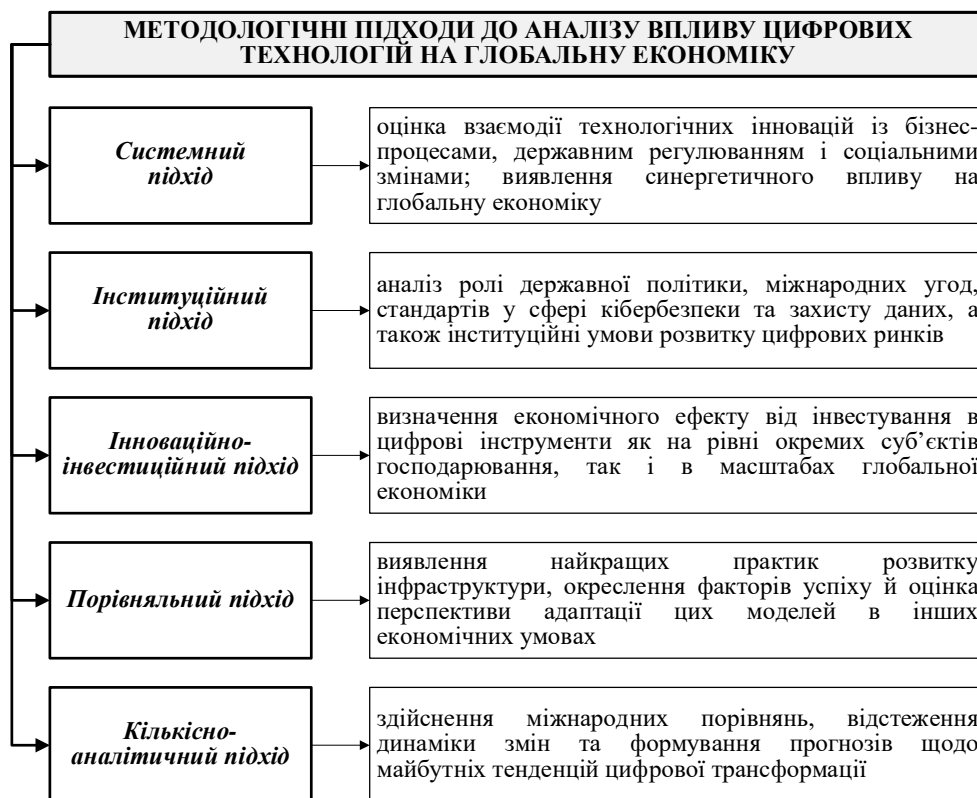 МЕТОДОЛОГІЧНІ ПІДХОДИ ДО АНАЛІЗУ ВПЛИВУ ЦИФРОВИХ
ТЕХНОЛОГІЙ НА ГЛОБАЛЬНУ ЕКОНОМІКУ
Системний
підхід
оцінка взаємодії технологічних інновацій із бізнес-
процесами, державним регулюванням і соціальними
змінами; виявлення синергетичного впливу на
глобальну економіку
Інституційний
підхід
аналіз ролі державної політики, міжнародних угод,
стандартів у сфері кібербезпеки та захисту даних, а
також інституційні умови розвитку цифрових ринків
Інноваційно-
інвестиційний підхід
визначення економічного ефекту від інвестування в
цифрові інструменти як на рівні окремих суб’єктів
господарювання, так і в масштабах глобальної
економіки
Порівняльний підхід
виявлення найкращих практик розвитку
інфраструктури, окреслення факторів успіху й оцінка
перспективи адаптації цих моделей в інших
економічних умовах
Кількісно-
аналітичний підхід
здійснення міжнародних порівнянь, відстеження
динаміки змін та формування прогнозів щодо
майбутніх тенденцій цифрової трансформації